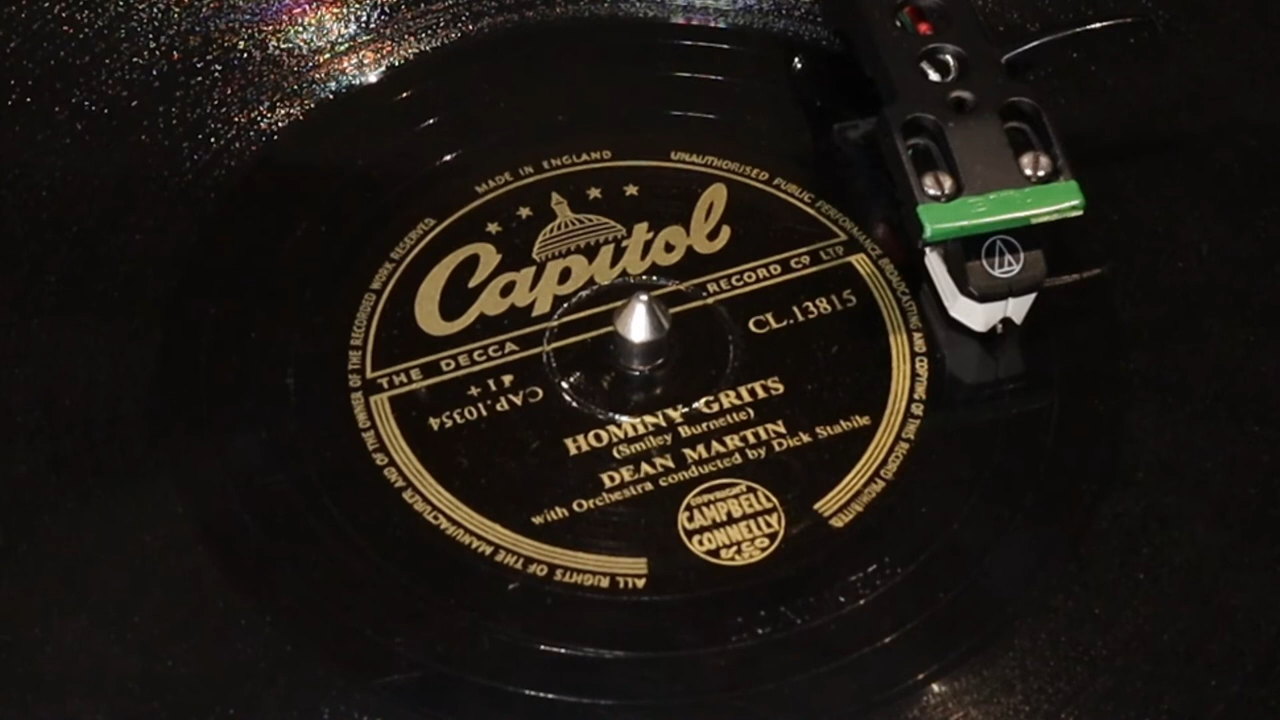 MADE IN ENGLAND
UNAUTHORISED PUBLIC PERFORMANCE BROADCASTING AND COPYING OF THIS RECORD PROHIBITED
ALL RIGHTS OF THE MANUFACTURER AND OF THE OWNER OF THE RECORDED WORK RESERVED
Capitol
THE DECCA RECORD CO LTD
CL.13815
CAP.10354
HOMINY GRITS
(Smiley Burnette)
DEAN MARTIN
with Orchestra conducted by Dick Stabile
COPYRIGHT
CAMPBELL
CONNELLY
& CO
LTD.